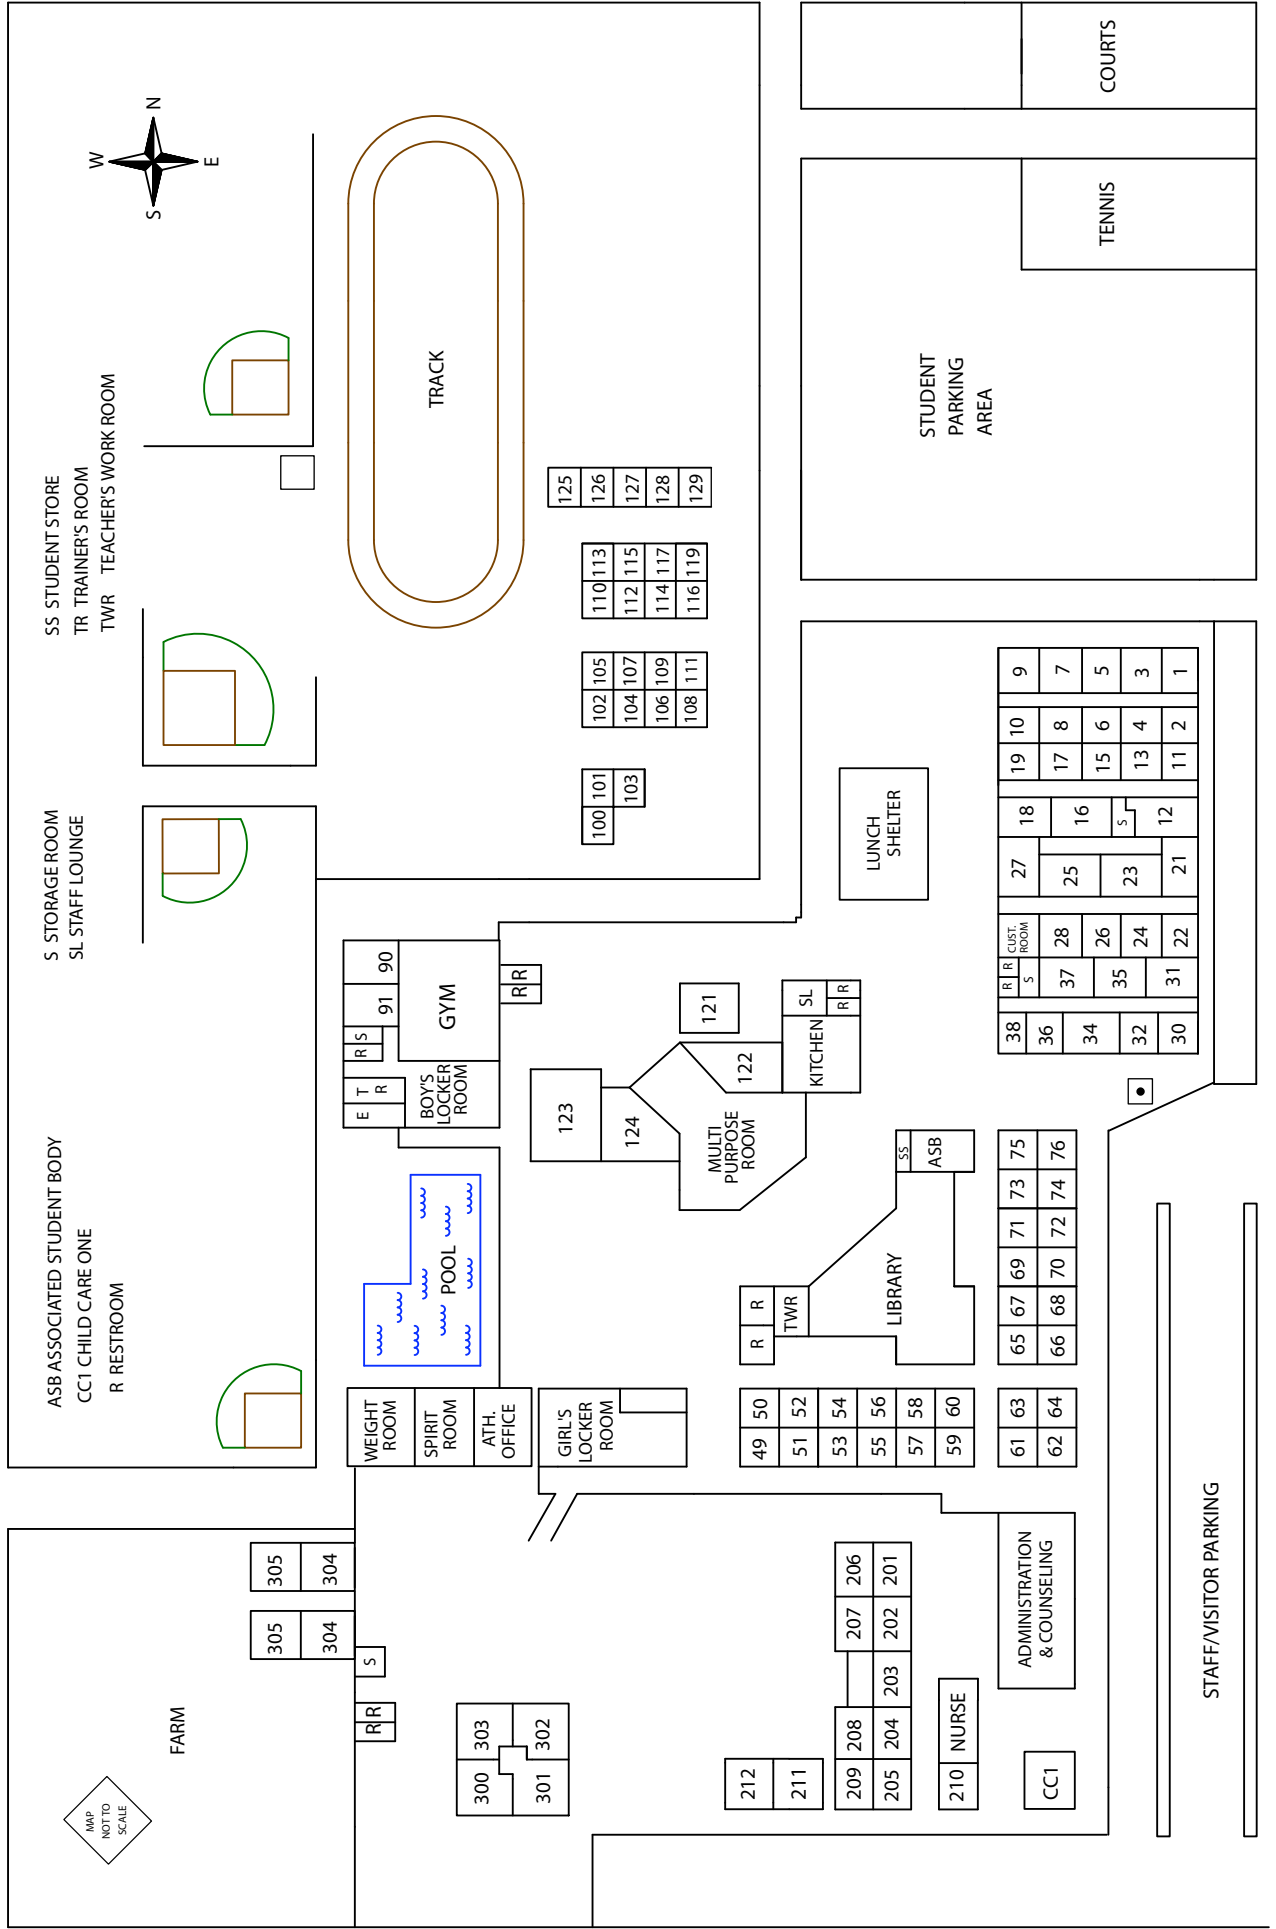 MAP
NOT TO
SCALE
FARM
305
304
305
304
S
R
R
ASB ASSOCIATED STUDENT BODY
CC1 CHILD CARE ONE
R RESTROOM
S STORAGE ROOM
SL STAFF LOUNGE
SS STUDENT STORE
TR TRAINER'S ROOM
TWR TEACHER'S WORK ROOM
W
N
S
E
TRACK
WEIGHT
ROOM
SPIRIT
ROOM
ATH.
OFFICE
GIRL'S
LOCKER
ROOM
POOL
E
T
R
BOY'S
LOCKER
ROOM
R
S
91
90
GYM
R
R
300
303
301
302
123
124
MULTI
PURPOSE
ROOM
122
121
KITCHEN
SL
R
R
100
101
103
102
105
104
107
106
109
108
111
110
113
112
115
114
117
116
119
125
126
127
128
129
212
211
209
208
207
206
205
204
203
202
201
210
NURSE
CC1
ADMINISTRATION
& COUNSELING
49
50
51
52
53
54
55
56
57
58
59
60
61
63
62
64
R
R
TWR
LIBRARY
SS
ASB
65
67
69
71
73
75
66
68
70
72
74
76
LUNCH
SHELTER
38
36
34
32
30
R
R
S
37
35
31
CUST.
ROOM
28
26
24
22
27
25
23
21
18
16
S
12
19
17
15
13
11
10
8
6
4
2
9
7
5
3
1
STUDENT
PARKING
AREA
TENNIS
COURTS
STAFF/VISITOR PARKING